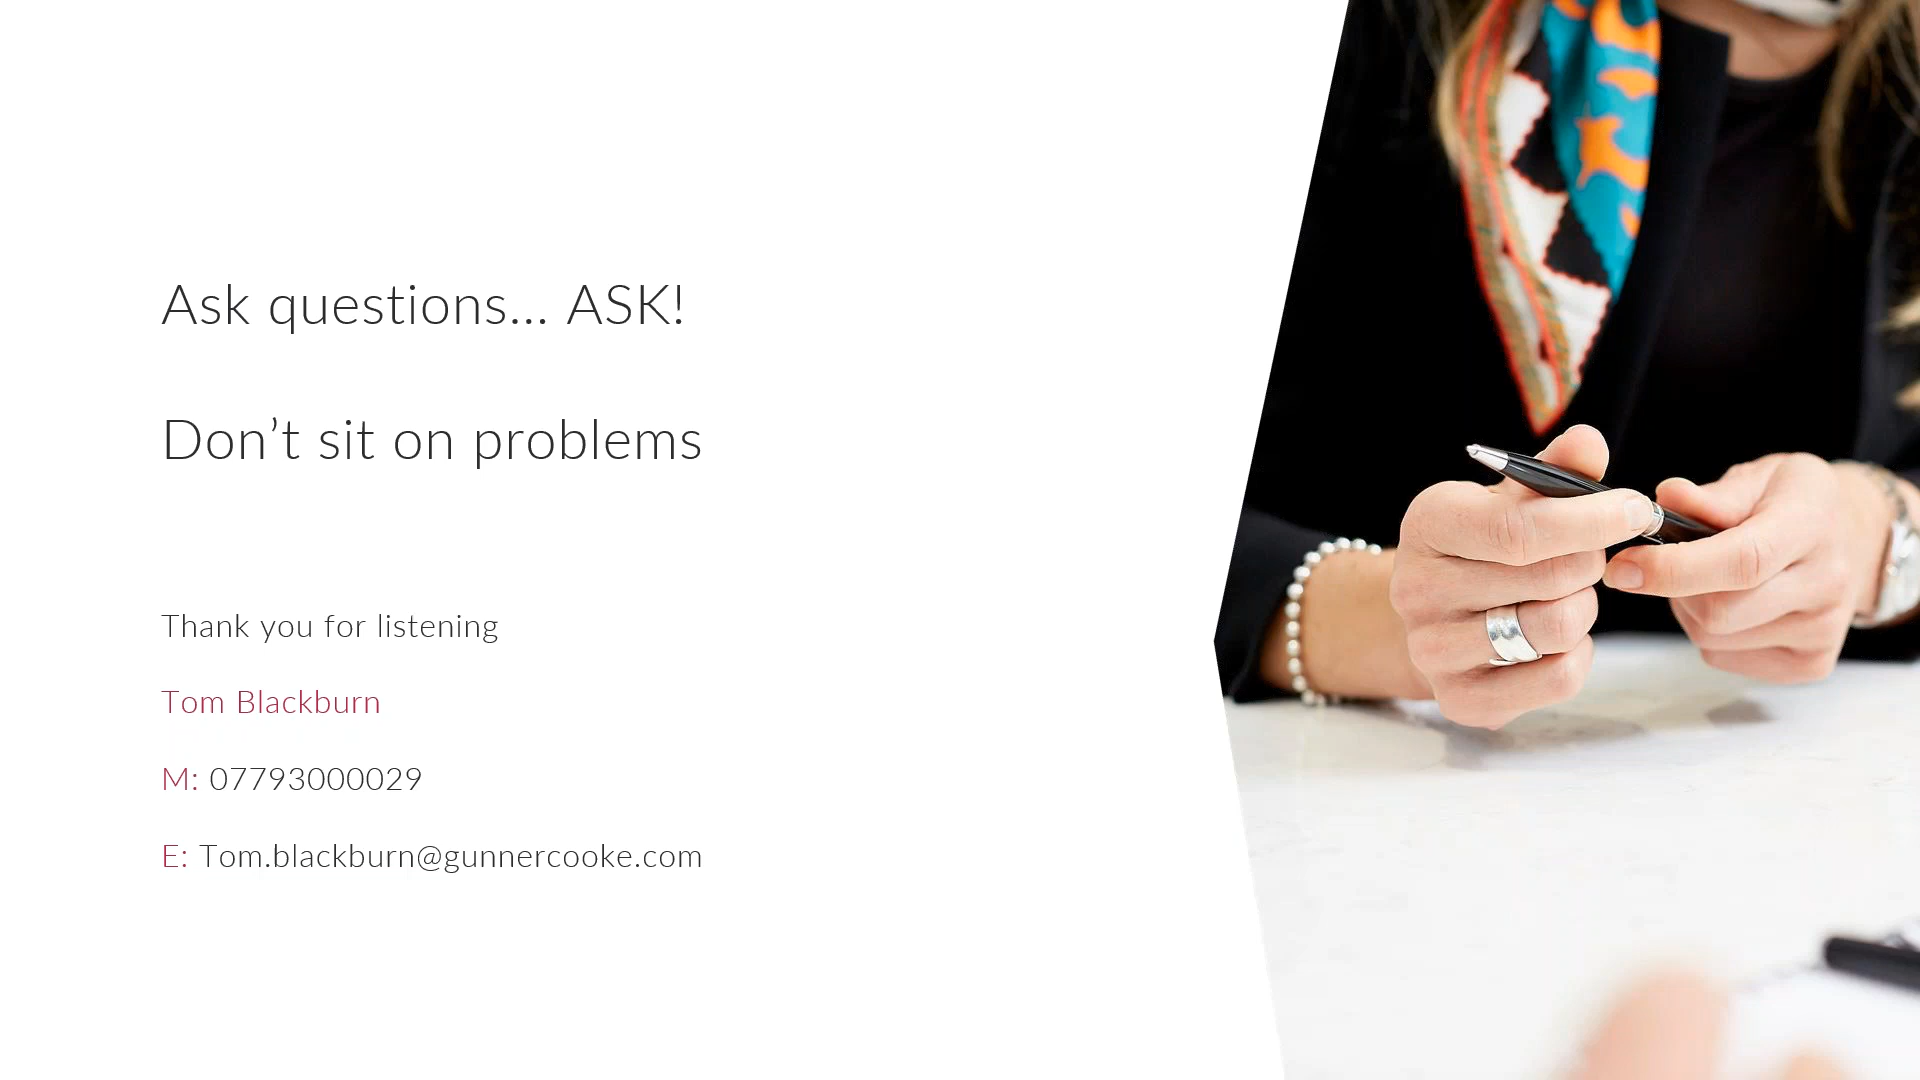 Ask questions... ASK!
Don’t sit on problems
Thank you for listening
Tom Blackburn
M: 07793000029
E: Tom.blackburn@gunnercooke.com